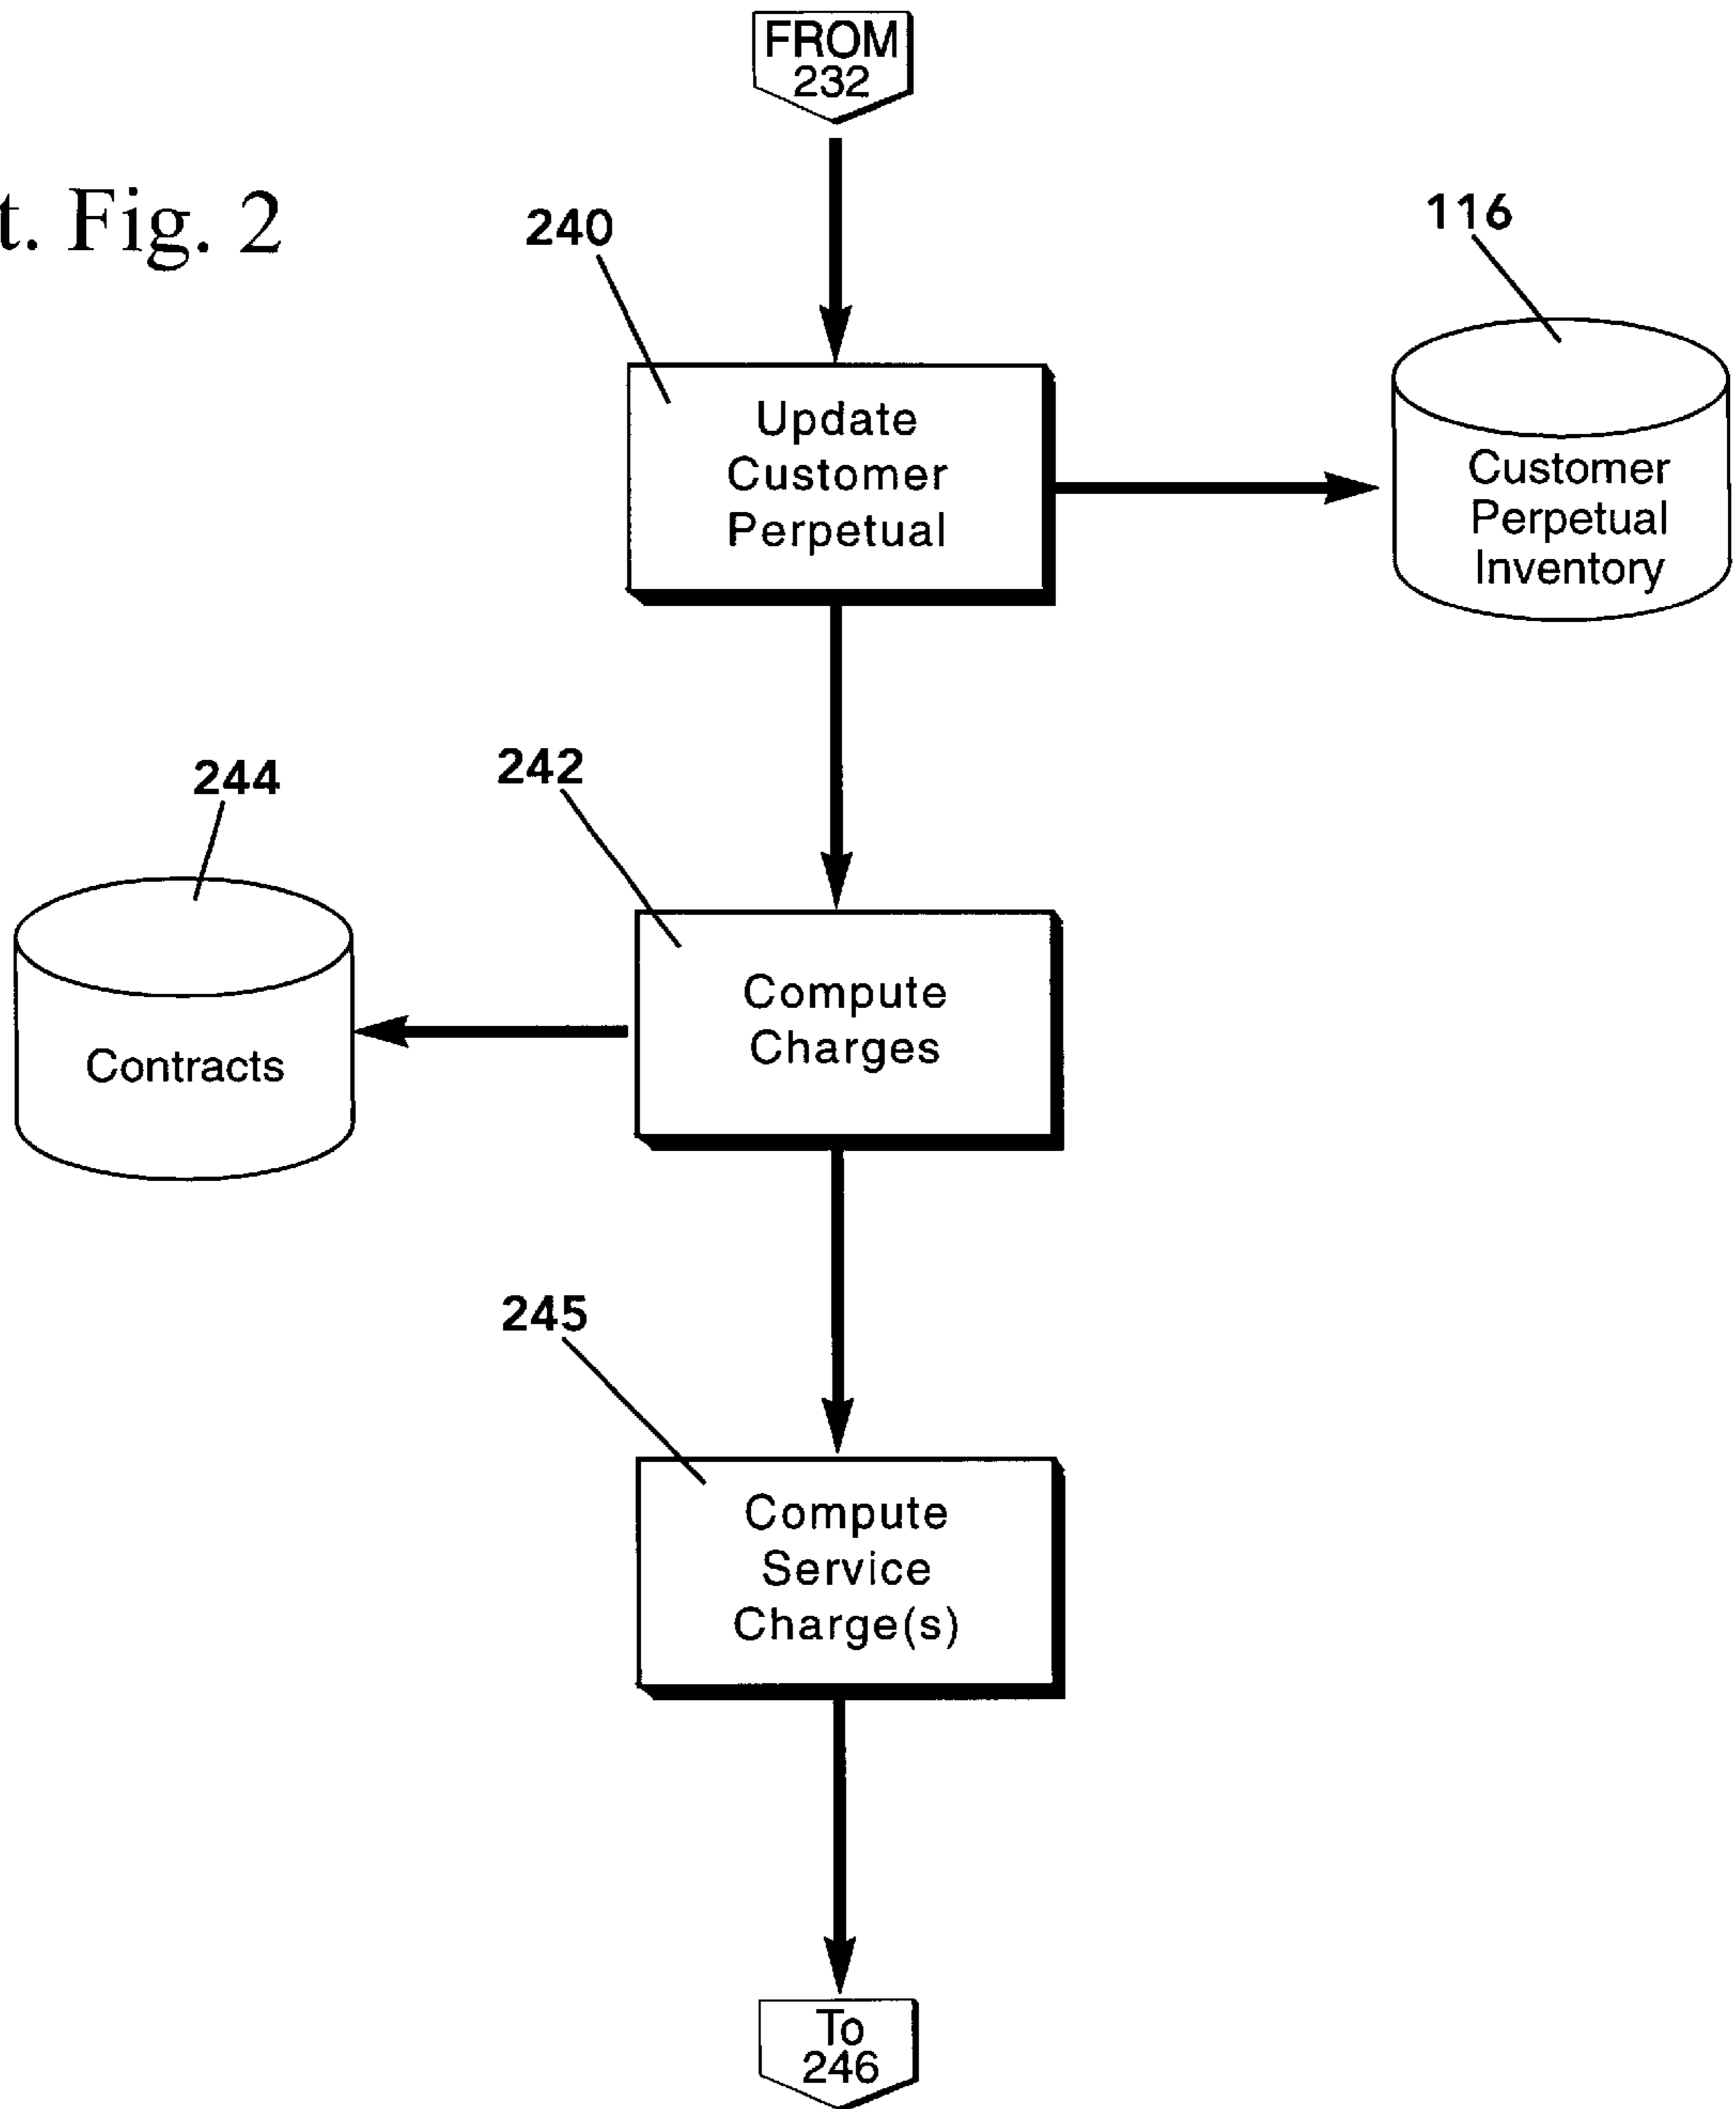 FROM
232
t. Fig. 2
240
116
Update
Customer
Perpetual
Customer
Perpetual
Inventory
244
242
Contracts
Compute
Charges
245
Compute
Service
Charge(s)
To
246